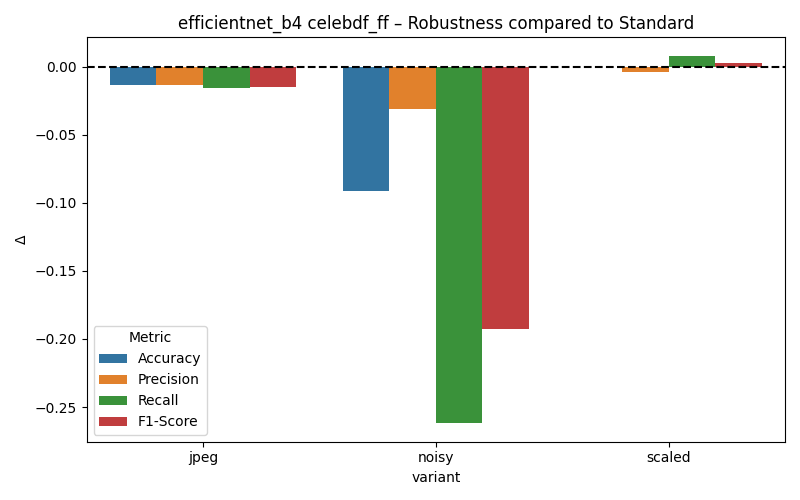 efficientnet_b4 celebdf_ff – Robustness compared to Standard
0.00
−0.05
−0.10
−0.15
−0.20
−0.25
Δ
Metric
Accuracy
Precision
Recall
F1-Score
jpeg
noisy
scaled
variant